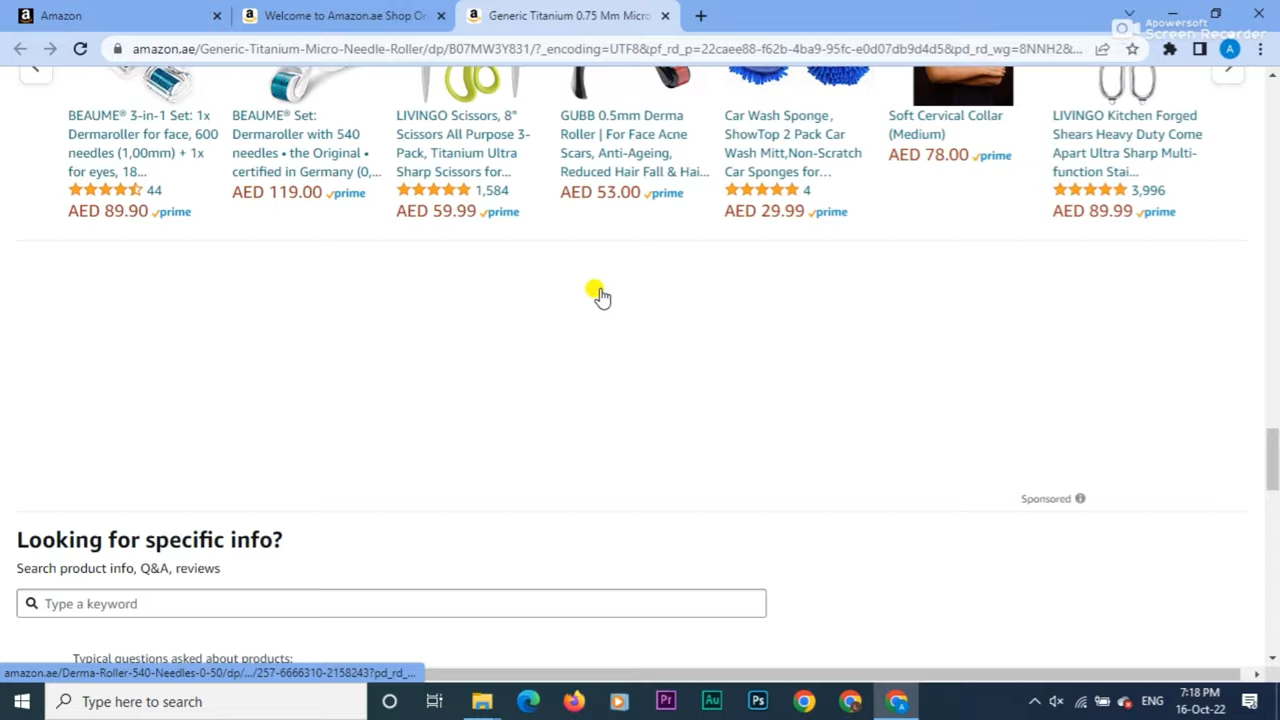 Amazon
Welcome to Amazon.ae Shop On
Generic Titanium 0.75 Mm Micro
Apowersoft
Screen Recorder
amazon.ae/Generic-Titanium-Micro-Needle-Roller/dp/B07MW3Y831/?_encoding=UTF8&pf_rd_p=22caee88-f62b-4ba9-95fc-e0d07db9d4d5&pd_rd_wg=8NNH2&...
A
BEAUME® 3-in-1 Set: 1x
Dermaroller for face, 600
needles (1,00mm) + 1x
for eyes, 18...
44
AED 89.90 prime
BEAUME® Set:
Dermaroller with 540
needles • the Original •
certified in Germany (0,...
AED 119.00 prime
LIVINGO Scissors, 8"
Scissors All Purpose 3-
Pack, Titanium Ultra
Sharp Scissors for...
1,584
AED 59.99 prime
GUBB 0.5mm Derma
Roller | For Face Acne
Scars, Anti-Ageing,
Reduced Hair Fall & Hai...
AED 53.00 prime
Car Wash Sponge,
ShowTop 2 Pack Car
Wash Mitt,Non-Scratch
Car Sponges for...
4
AED 29.99 prime
Soft Cervical Collar
(Medium)
AED 78.00 prime
LIVINGO Kitchen Forged
Shears Heavy Duty Come
Apart Ultra Sharp Multi-
function Stai...
3,996
AED 89.99 prime
Sponsored
Looking for specific info?
Search product info, Q&A, reviews
Type a keyword
Typical questions asked about products:
amazon.ae/Derma-Roller-540-Needles-0-50/dp/.../257-6666310-2158243?pd_rd_...
Type here to search
Pr
Au
Ps
ENG
7:18 PM
16-Oct-22